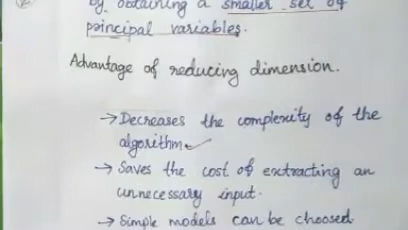 by obtaining a smaller set of
principal variables.
Advantage of reducing dimension.
→ Decreases the complexity of the
algorithm
→ Saves the cost of extracting an
unnecessary input.
→ Simple models can be choosed